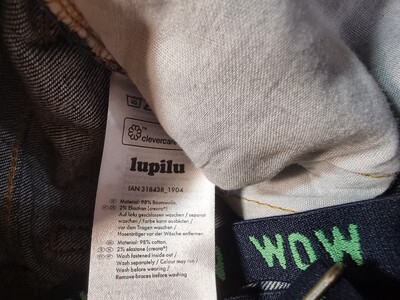 clevercare
lupilu
IAN 318438_1904
Material: 98% Baumwolle,
2% Elasthan (creora®)
Auf links geschlossen waschen / separat
waschen / Farbe kann ausbluten /
vor dem Tragen waschen /
Hosenträger vor der Wäsche entfernen
Material: 98% cotton,
2% elastane (creora®)
Wash fastened inside out /
Wash separately / Colour may run /
Wash before wearing /
Remove braces before washing
WOW